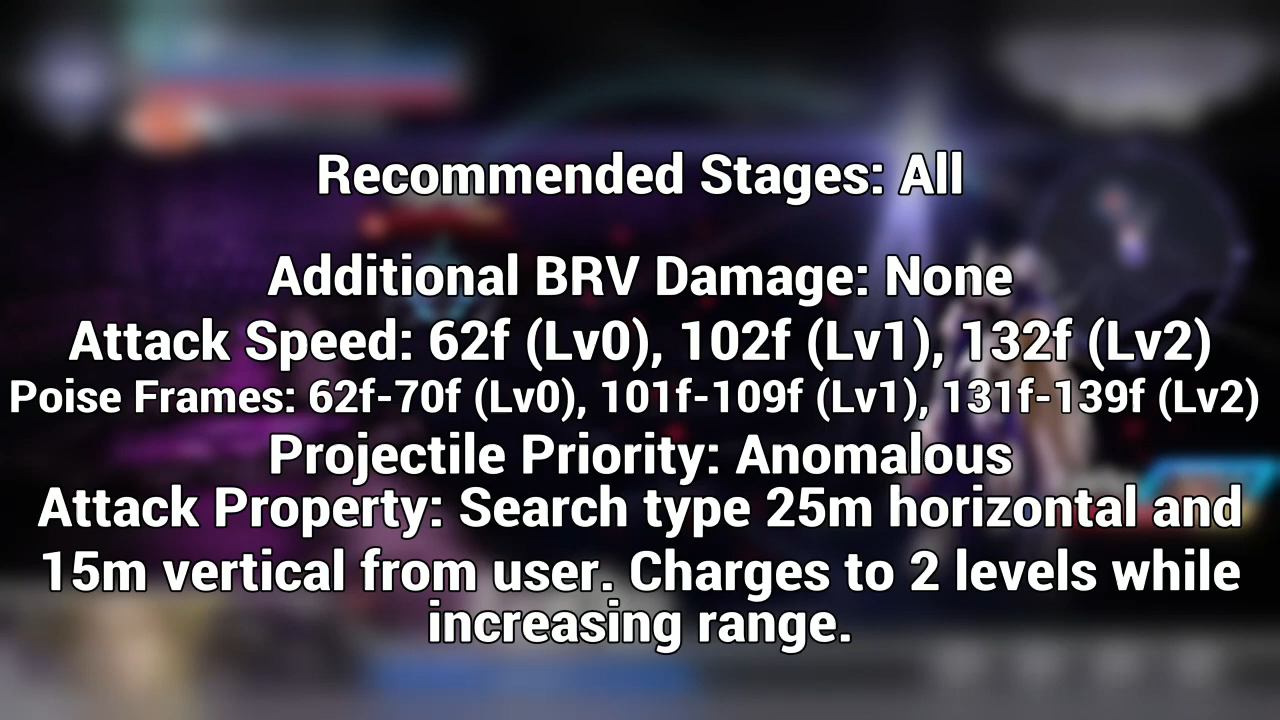 Recommended Stages: All
Additional BRV Damage: None
Attack Speed: 62f (Lv0), 102f (Lv1), 132f (Lv2)
Poise Frames: 62f-70f (Lv0), 101f-109f (Lv1), 131f-139f (Lv2)
Projectile Priority: Anomalous
Attack Property: Search type 25m horizontal and
15m vertical from user. Charges to 2 levels while
increasing range.